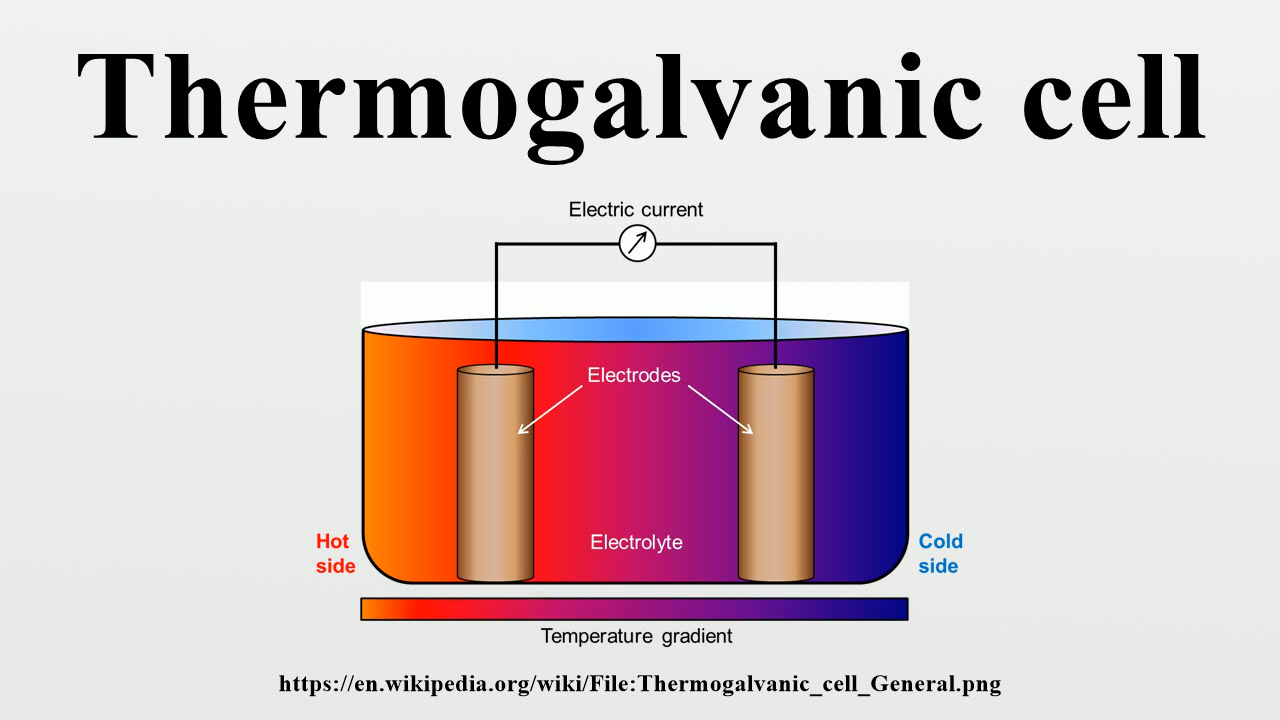 Thermogalvanic cell
Electric current
Electrodes
Electrolyte
Hot
side
Cold
side
Temperature gradient
https://en.wikipedia.org/wiki/File:Thermogalvanic_cell_General.png